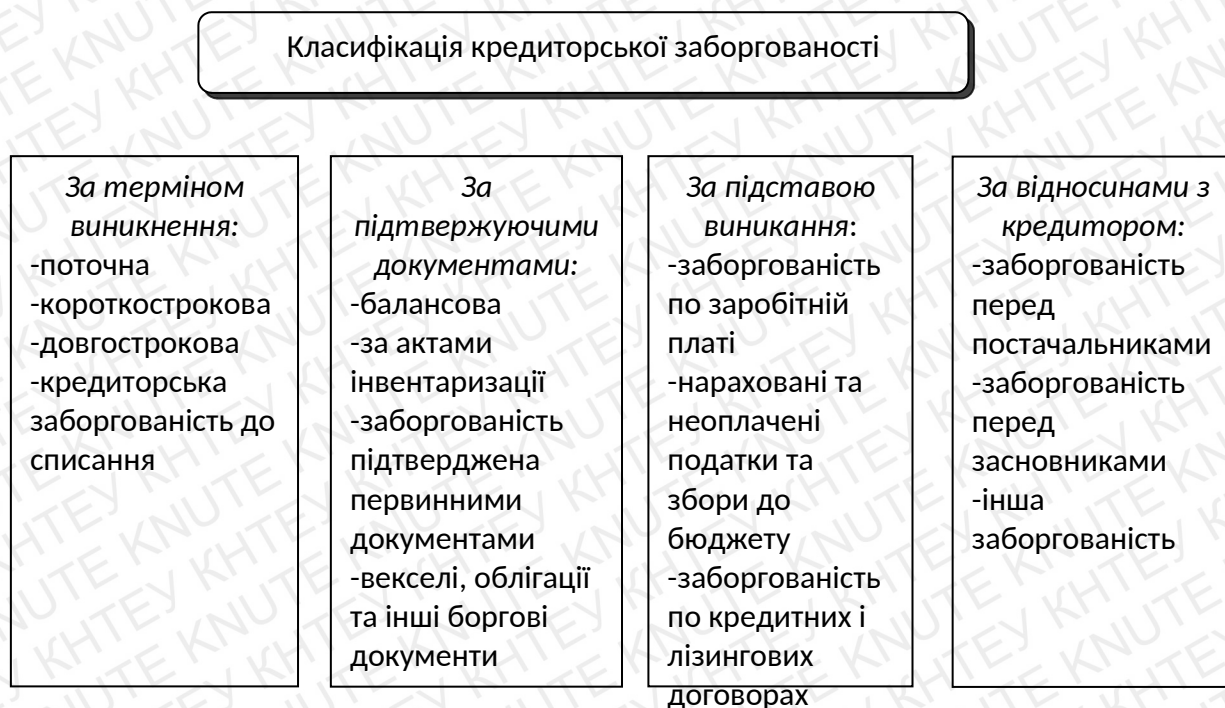 Класифікація кредиторської заборгованості
За терміном
виникнення:
-поточна
-короткострокова
-довгострокова
-кредиторська
заборгованість до
списання
За
підтвержуючими
документами:
-балансова
-за актами
інвентаризації
-заборгованість
підтверджена
первинними
документами
-векселі, облігації
та інші боргові
документи
За підставою
виникання:
-заборгованість
по заробітній
платі
-нараховані та
неоплачені
податки та
збори до
бюджету
-заборгованість
по кредитних і
лізингових
договорах
За відносинами з
кредитором:
-заборгованість
перед
постачальниками
-заборгованість
перед
засновниками
-інша
заборгованість